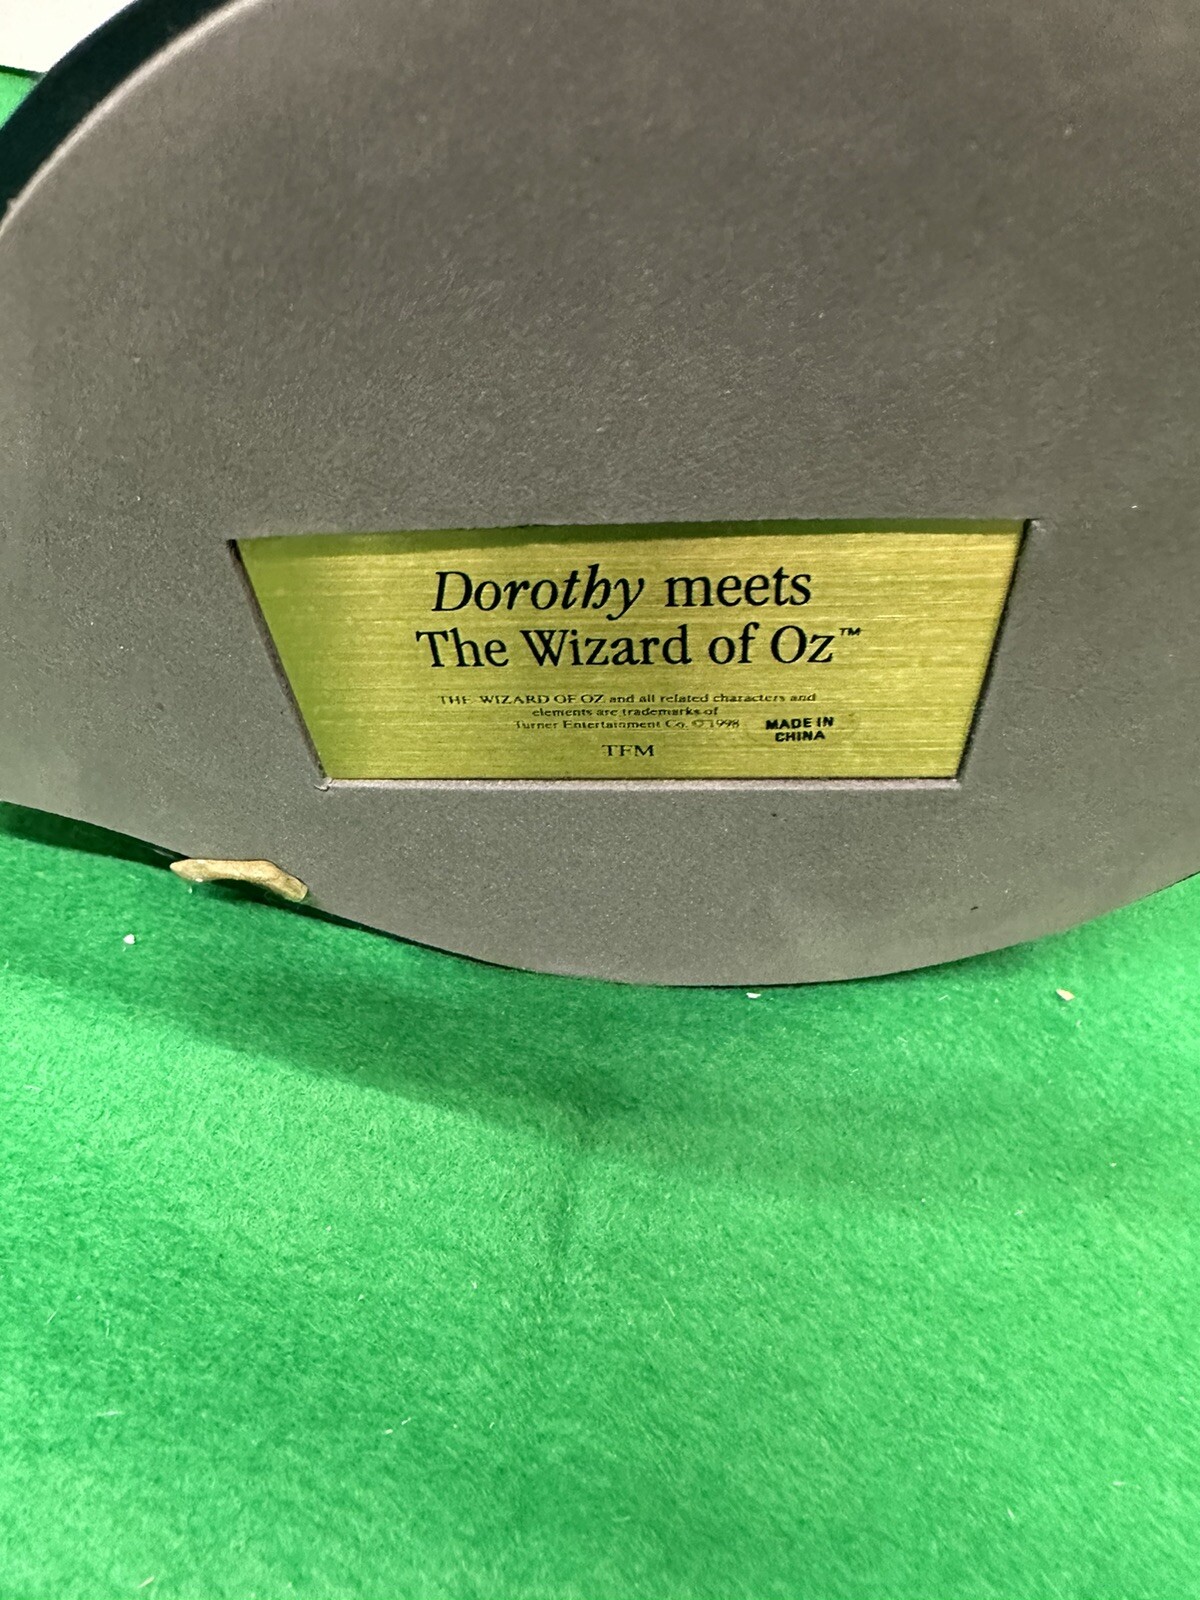 Dorothy meets
The Wizard of Oz™
THE WIZARD OF OZ and all related characters and
elements are trademarks of
Turner Entertainment Co. © 1998
MADE IN
CHINA
TFM